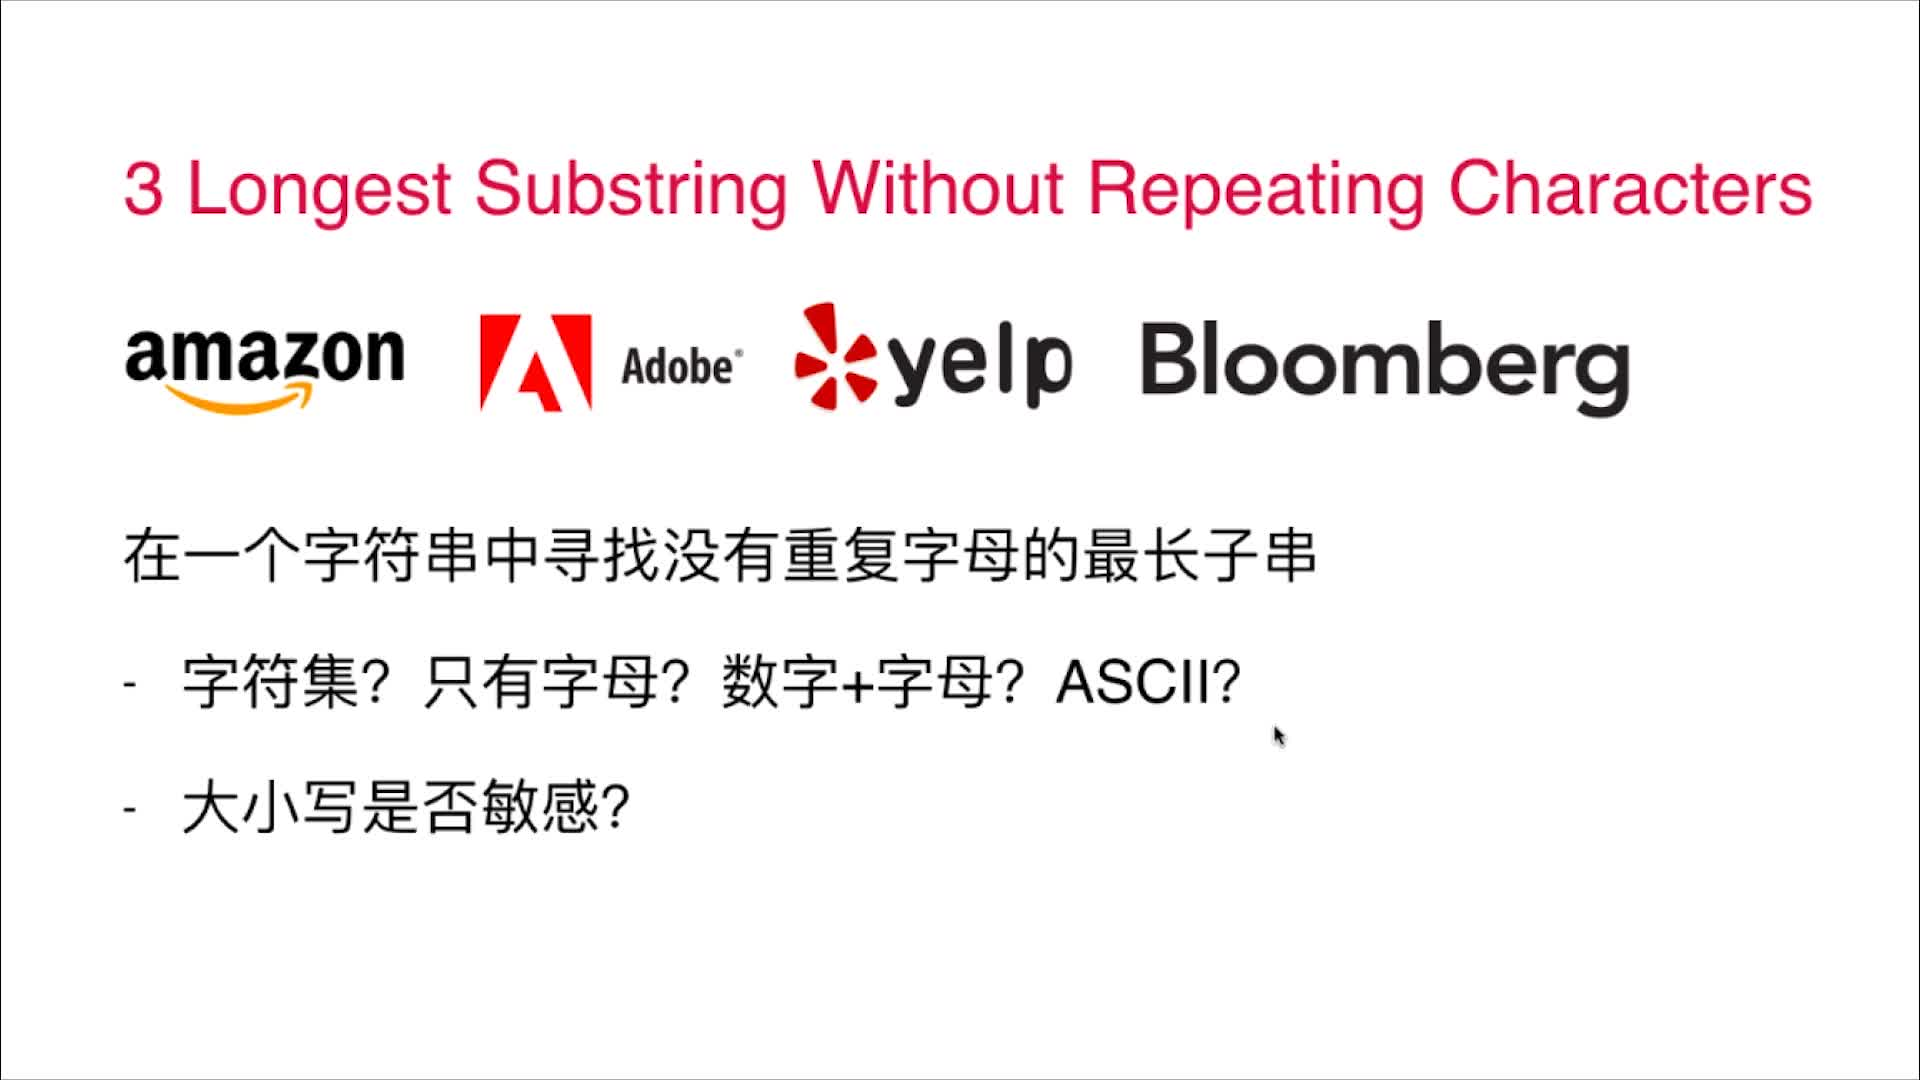 3 Longest Substring Without Repeating Characters
amazon Adobe® yelp Bloomberg
在一个字符串中寻找没有重复字母的最长子串
- 字符集？只有字母？数字+字母？ASCII？
- 大小写是否敏感？